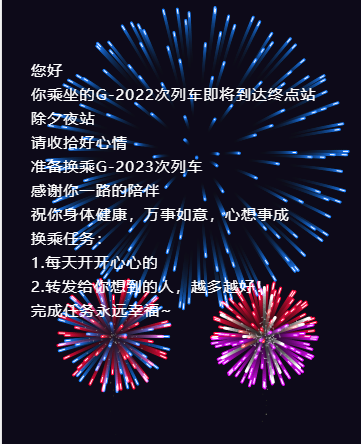 您好
你乘坐的G-2022次列车即将到达终点站
除夕夜站
请收拾好心情
准备换乘G-2023次列车
感谢你一路的陪伴
祝你身体健康，万事如意，心想事成
换乘任务：
1.每天开开心心的
2.转发给你想到的人，越多越好！
完成任务永远幸福~